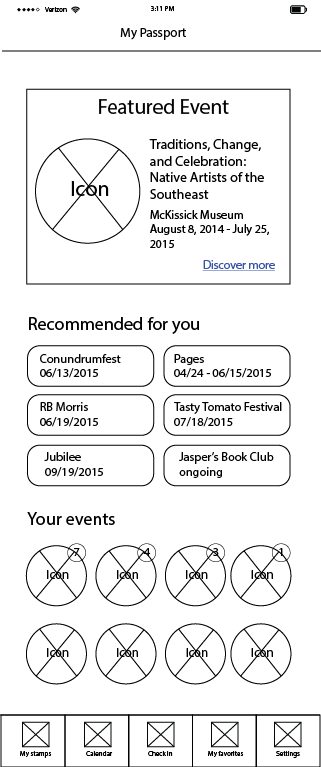 Verizon 3:11 PM
My Passport
Featured Event
Icon
Traditions, Change,
and Celebration:
Native Artists of the
Southeast
McKissick Museum
August 8, 2014 - July 25,
2015
Discover more
Recommended for you
Conundrumfest
06/13/2015
Pages
04/24 - 06/15/2015
RB Morris
06/19/2015
Tasty Tomato Festival
07/18/2015
Jubilee
09/19/2015
Jasper's Book Club
ongoing
Your events
7 4 3 1
Icon Icon Icon Icon
Icon Icon Icon Icon
My stamps Calendar Check in My favorites Settings